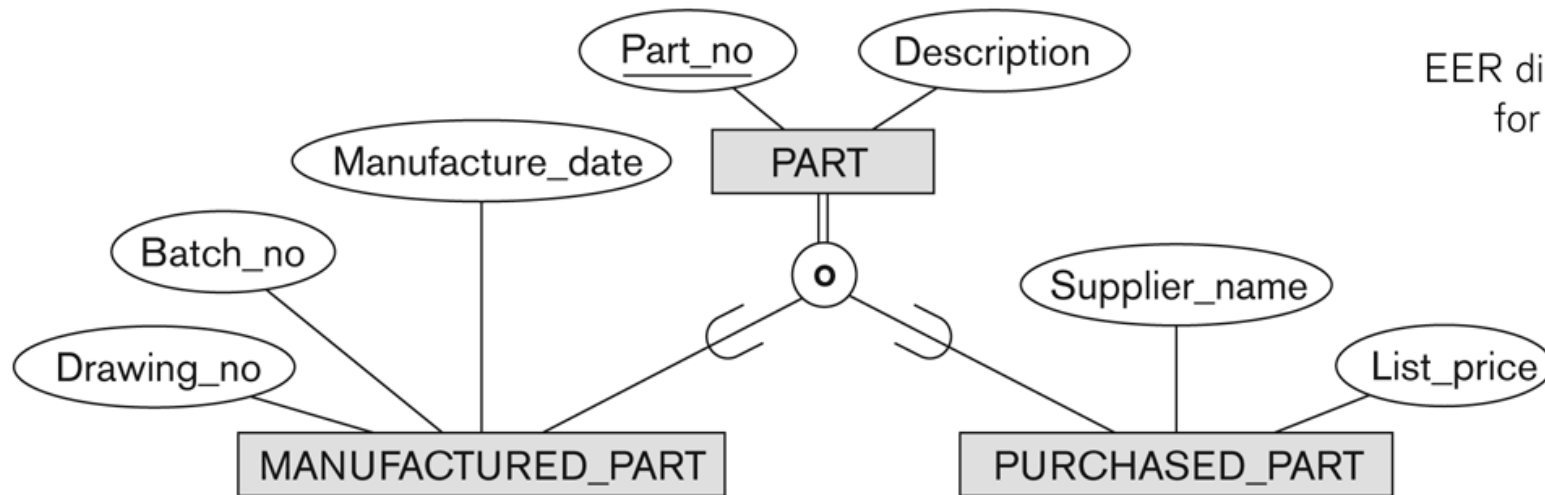 Part_no
Description
EER di
for
Manufacture_date
PART
Batch_no
o
Supplier_name
Drawing_no
List_price
MANUFACTURED_PART
PURCHASED_PART